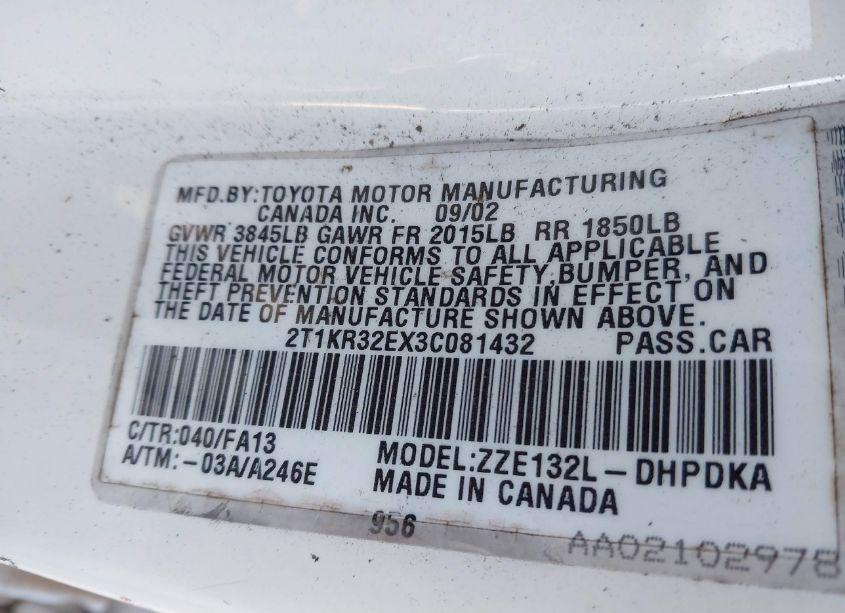 MFD.BY:TOYOTA MOTOR MANUFACTURING
CANADA INC. 09/02
GVWR 3845LB GAWR FR 2015LB RR 1850LB
THIS VEHICLE CONFORMS TO ALL APPLICABLE
FEDERAL MOTOR VEHICLE SAFETY,BUMPER, AND
THEFT PREVENTION STANDARDS IN EFFECT ON
THE DATE OF MANUFACTURE SHOWN ABOVE.
2T1KR32EX3C081432 PASS.CAR
C/TR:040/FA13
A/TM:-03A/A246E
MODEL:ZZE132L-DHPDKA
MADE IN CANADA
956
AA02102978